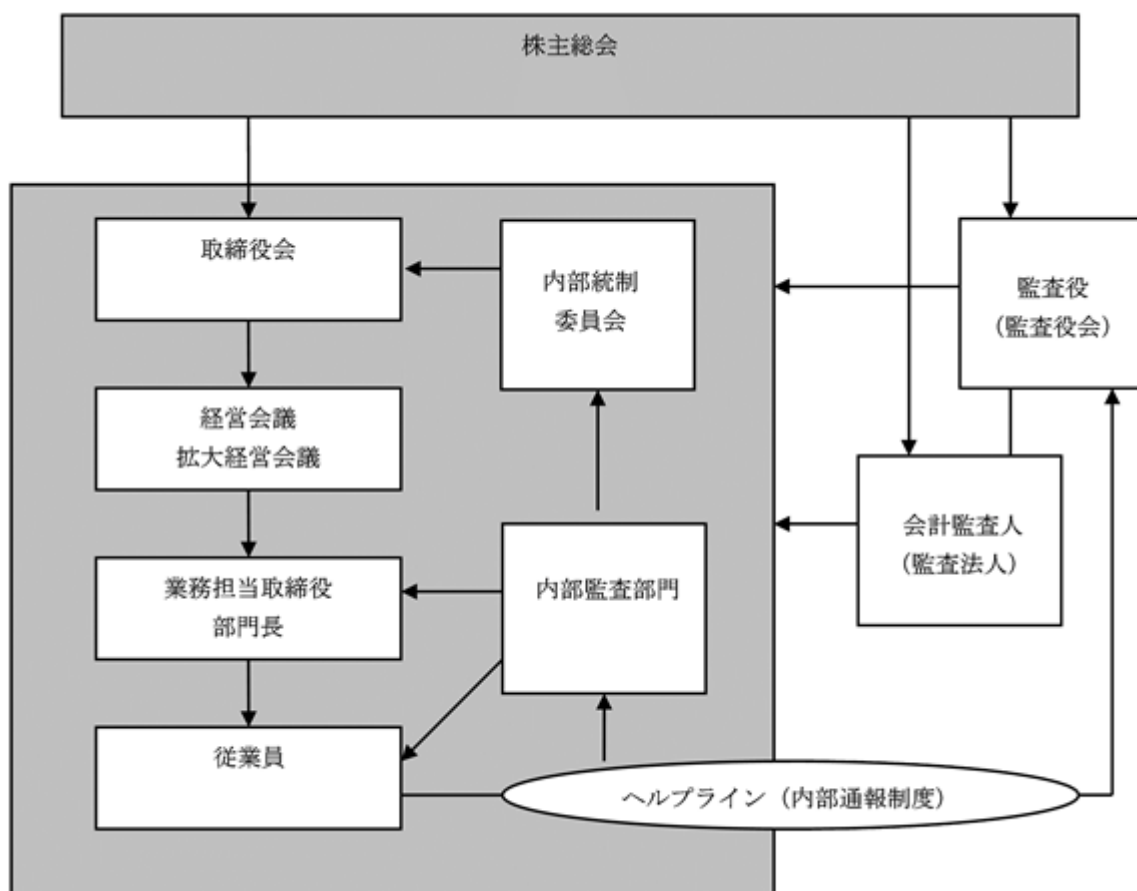 株主総会
取締役会
内部統制
委員会
監査役
(監査役会)
経営会議
拡大経営会議
会計監査人
(監査法人)
業務担当取締役
部門長
内部監査部門
従業員
ヘルプライン(内部通報制度)